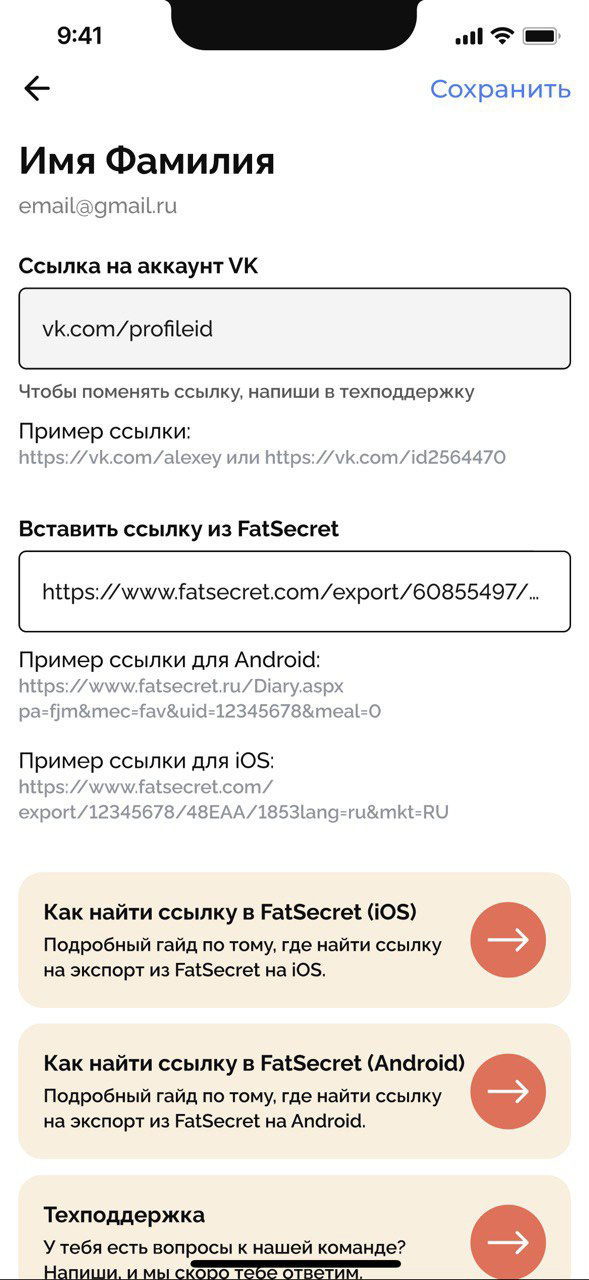 9:41
Сохранить
Имя Фамилия
email@gmail.ru
Ссылка на аккаунт VK
vk.com/profileid
Чтобы поменять ссылку, напиши в техподдержку
Пример ссылки:
https://vk.com/alexey или https://vk.com/id2564470
Вставить ссылку из FatSecret
https://www.fatsecret.com/export/60855497/...
Пример ссылки для Android:
https://www.fatsecret.ru/Diary.aspx
pa=fjm&mec=fav&uid=12345678&meal=0
Пример ссылки для iOS:
https://www.fatsecret.com/
export/12345678/48EAA/1853lang=ru&mkt=RU
Как найти ссылку в FatSecret (iOS)
Подробный гайд по тому, где найти ссылку
на экспорт из FatSecret на iOS.
Как найти ссылку в FatSecret (Android)
Подробный гайд по тому, где найти ссылку
на экспорт из FatSecret на Android.
Техподдержка
У тебя есть вопросы к нашей команде?
Напиши, и мы скоро тебе ответим.